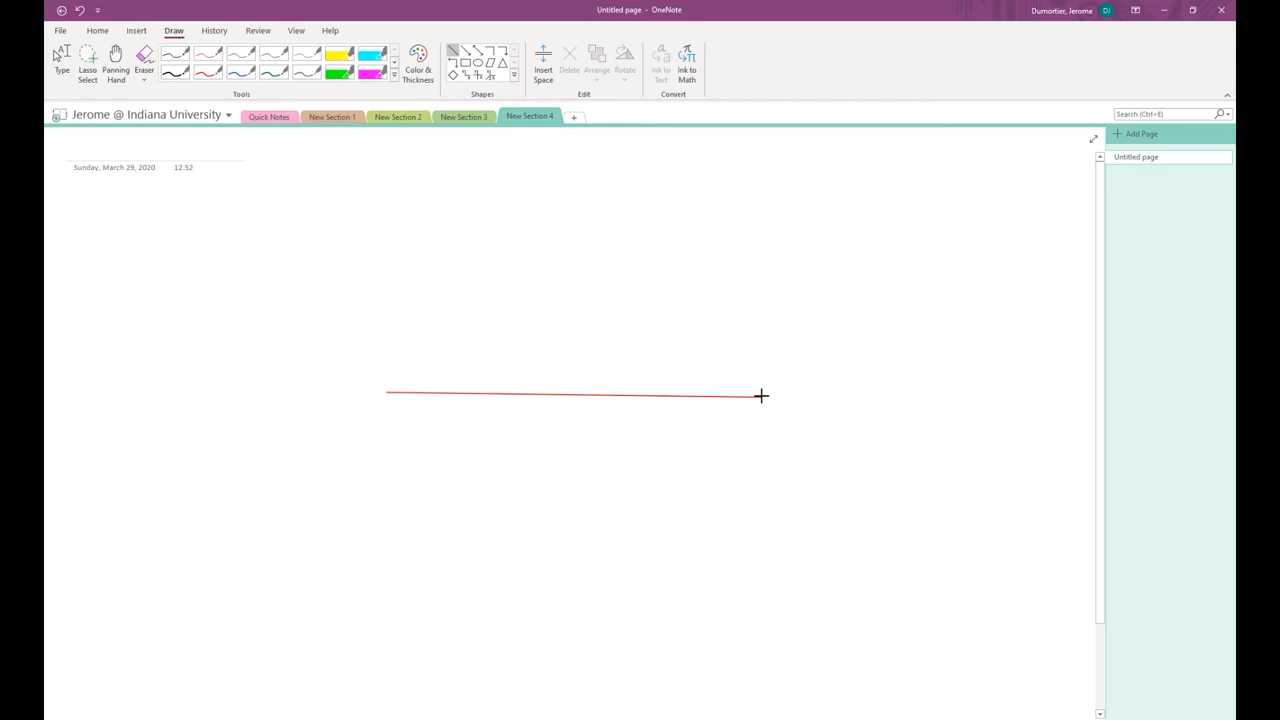 Untitled page - OneNote
Dumortier, Jerome DJ
File Home Insert Draw History Review View Help
Type
Lasso Select
Panning Hand
Eraser
Color & Thickness
Insert Space
Delete
Arrange
Rotate
Ink to Text
Ink to Math
Tools
Shapes
Edit
Convert
Jerome @ Indiana University
Quick Notes
New Section 1
New Section 2
New Section 3
New Section 4
Search (Ctrl+E)
Add Page
Untitled page
Sunday, March 29, 2020 12:52